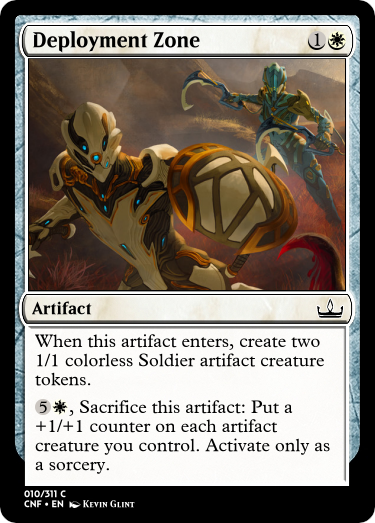 Deployment Zone 1
Artifact
When this artifact enters, create two
1/1 colorless Soldier artifact creature
tokens.
5, Sacrifice this artifact: Put a
+1/+1 counter on each artifact
creature you control. Activate only as
a sorcery.
010/311 C
CNF • EN Kevin Glint